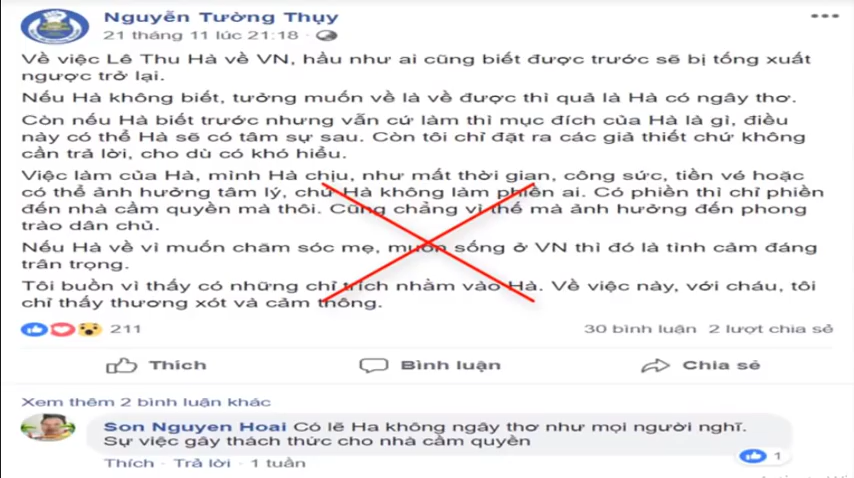 Nguyễn Tường Thụy
21 tháng 11 lúc 21:18
Về việc Lê Thu Hà về VN, hầu như ai cũng biết được trước sẽ bị tống xuất
ngược trở lại.
Nếu Hà không biết, tưởng muốn về là về được thì quả là Hà có ngây thơ.
Còn nếu Hà biết trước nhưng vẫn cứ làm thì mục đích của Hà là gì, điều
này có thể Hà sẽ có tâm sự sau. Còn tôi chỉ đặt ra các giả thiết chứ không
cần trả lời, cho dù có khó hiểu.
Việc làm của Hà, mình Hà chịu, như mất thời gian, công sức, tiền vé hoặc
có thể ảnh hưởng tâm lý, chứ Hà không làm phiền ai. Có phiền thì chỉ phiền
đến nhà cầm quyền mà thôi. Cũng chẳng vì thế mà ảnh hưởng đến phong
trào dân chủ.
Nếu Hà về vì muốn chăm sóc mẹ, muốn sống ở VN thì đó là tình cảm đáng
trân trọng.
Tôi buồn vì thấy có những chỉ trích nhằm vào Hà. Về việc này, với cháu, tôi
chỉ thấy thương xót và cảm thông.
211
30 bình luận 2 lượt chia sẻ
Thích Bình luận Chia sẻ
Xem thêm 2 bình luận khác
Son Nguyen Hoai Có lẽ Ha không ngây thơ như mọi người nghĩ.
Sự việc gây thách thức cho nhà cầm quyền
1
Thích · Trả lời · 1 tuần